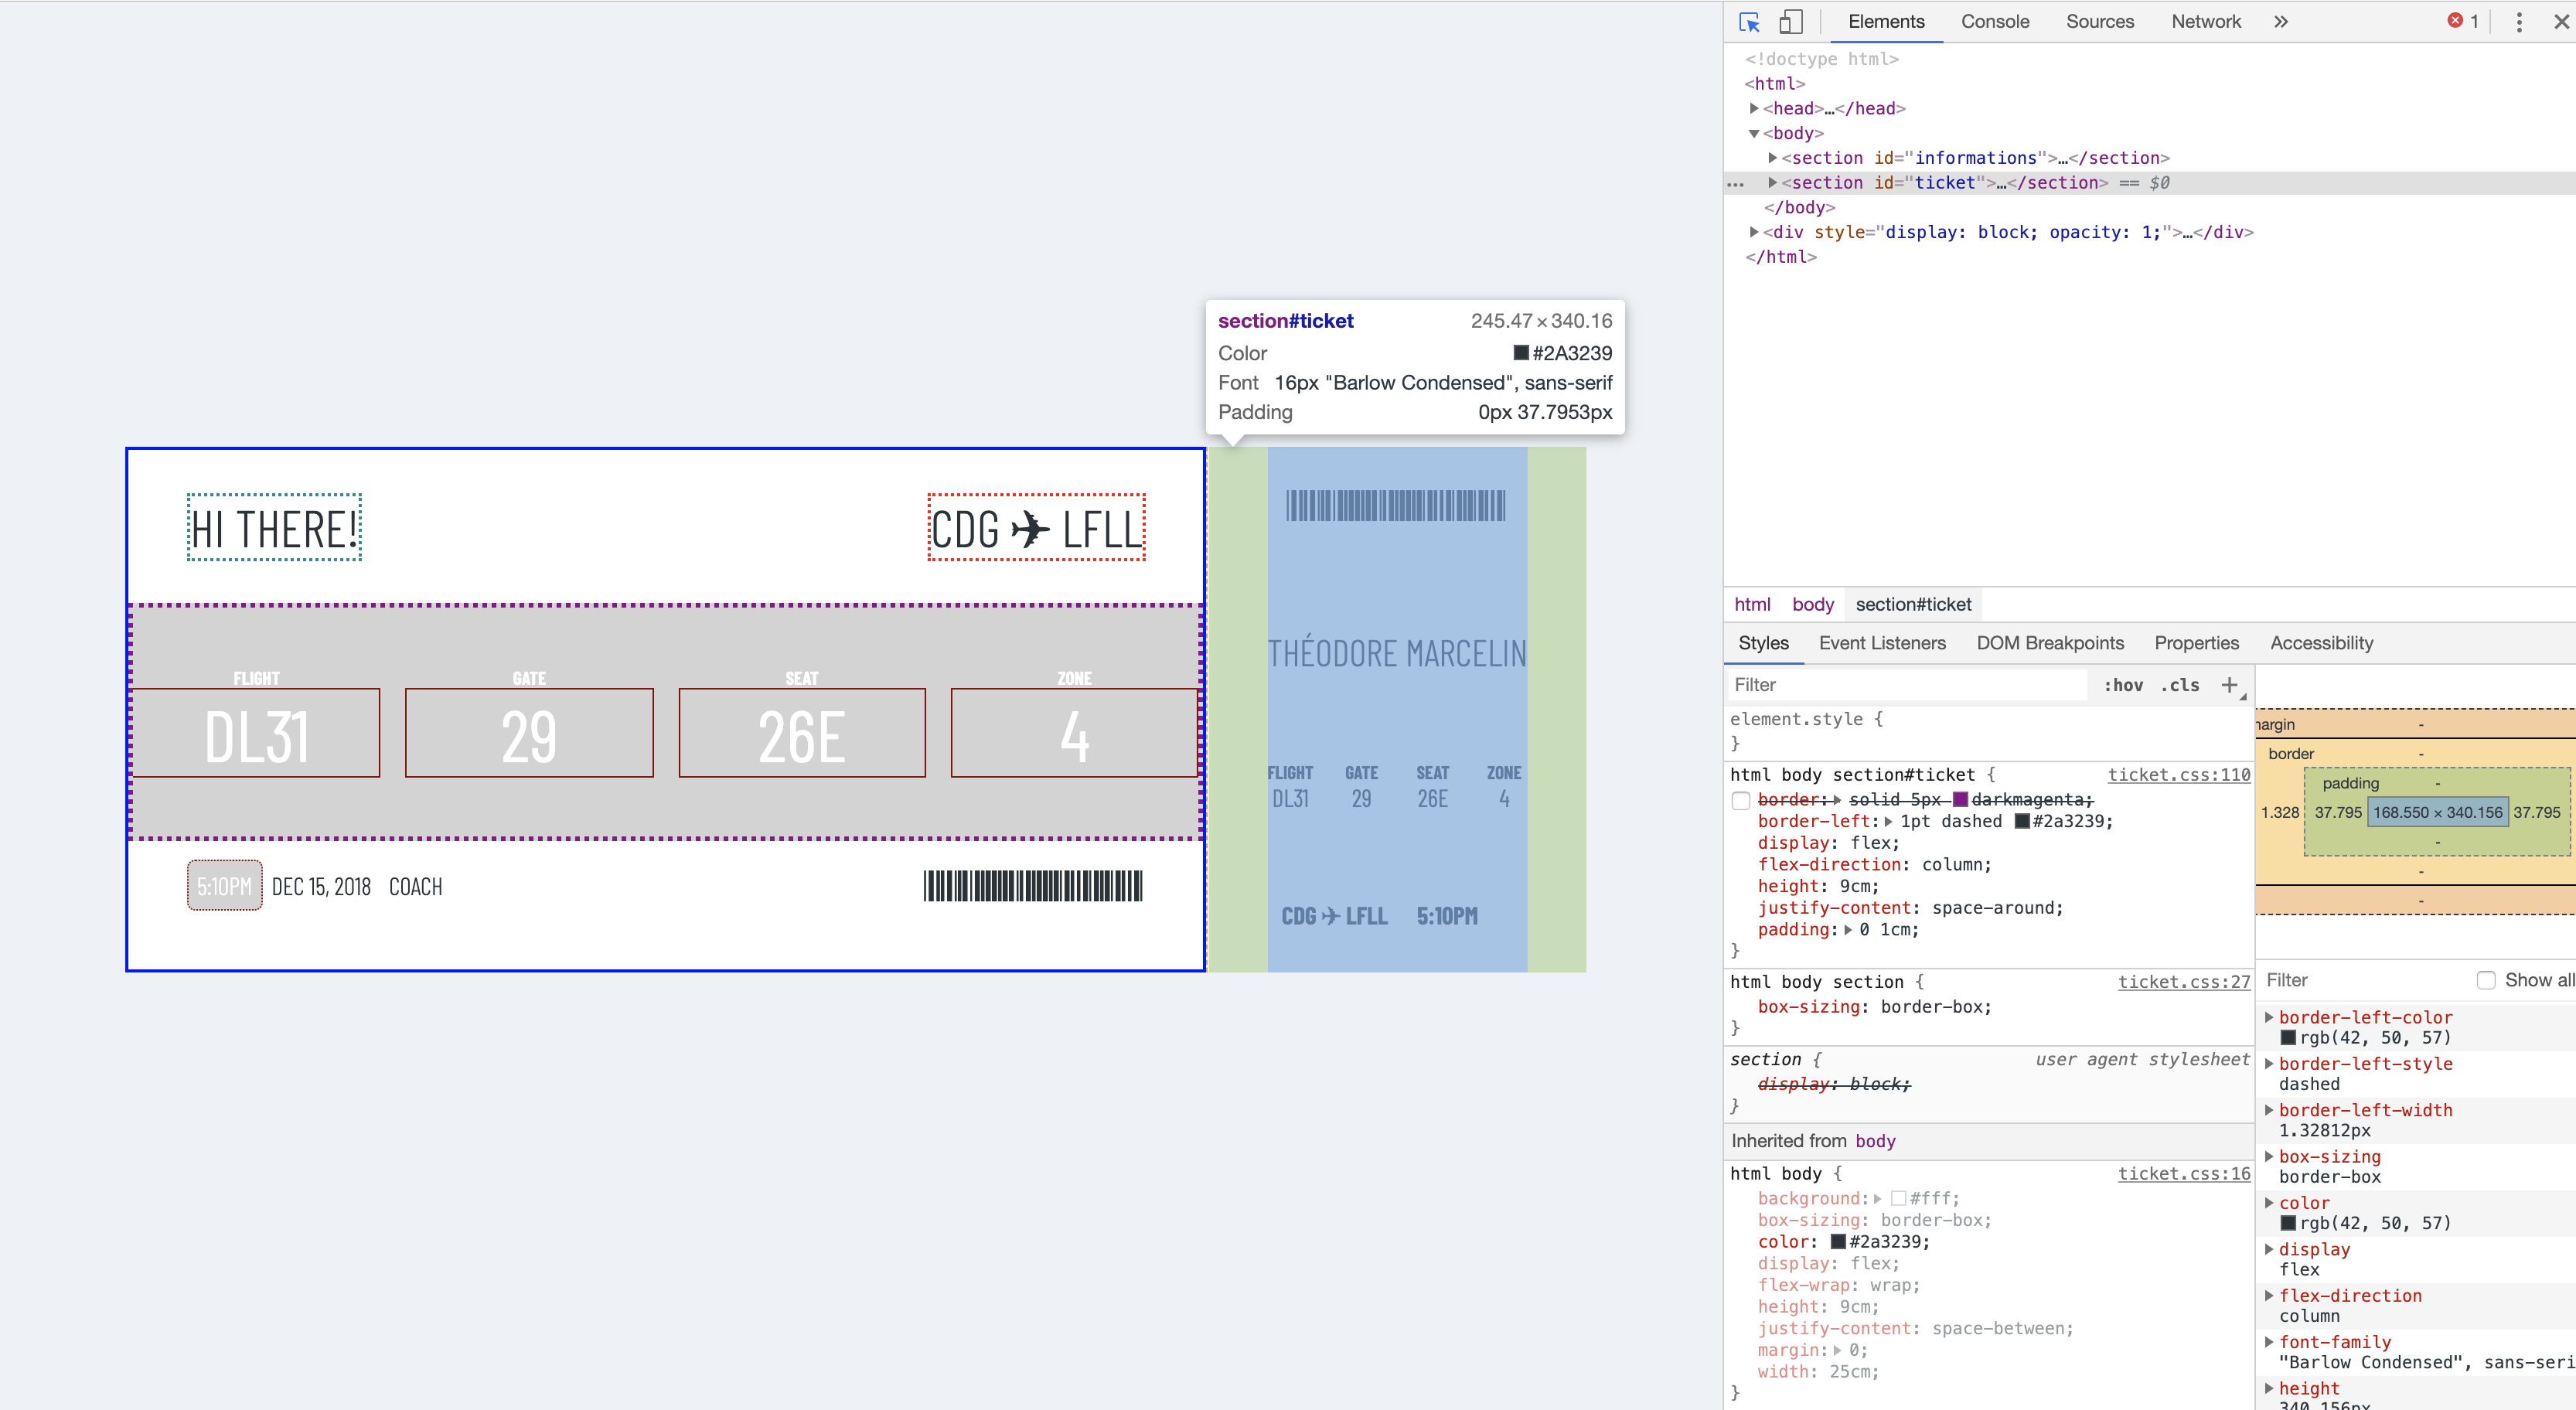 HI THERE!
CDG ✈ LFLL
FLIGHT
GATE
SEAT
ZONE
DL31
29
26E
4
5:10PM
DEC 15, 2018
COACH
section#ticket
245.47 × 340.16
Color
#2A3239
Font
16px "Barlow Condensed", sans-serif
Padding
0px 37.7953px
THÉODORE MARCELIN
FLIGHT
GATE
SEAT
ZONE
DL31
29
26E
4
CDG ✈ LFLL
5:10PM
Elements
Console
Sources
Network
»
1
<!doctype html>
<html>
<head>…</head>
<body>
<section id="informations">…</section>
… <section id="ticket">…</section> == $0
</body>
<div style="display: block; opacity: 1;">…</div>
</html>
html
body
section#ticket
Styles
Event Listeners
DOM Breakpoints
Properties
Accessibility
Filter
:hov
.cls
+
element.style {
}
html body section#ticket {
ticket.css:110
border: solid 5px darkmagenta;
border-left: 1pt dashed #2a3239;
display: flex;
flex-direction: column;
height: 9cm;
justify-content: space-around;
padding: 0 1cm;
}
html body section {
ticket.css:27
box-sizing: border-box;
}
section {
user agent stylesheet
display: block;
}
Inherited from body
html body {
ticket.css:16
background: #fff;
box-sizing: border-box;
color: #2a3239;
display: flex;
flex-wrap: wrap;
height: 9cm;
justify-content: space-between;
margin: 0;
width: 25cm;
}
argin
-
border
-
padding
-
1.328
37.795
168.550 × 340.156
37.795
-
-
-
Filter
Show all
border-left-color
rgb(42, 50, 57)
border-left-style
dashed
border-left-width
1.32812px
box-sizing
border-box
color
rgb(42, 50, 57)
display
flex
flex-direction
column
font-family
"Barlow Condensed", sans-seri
height
340.156px